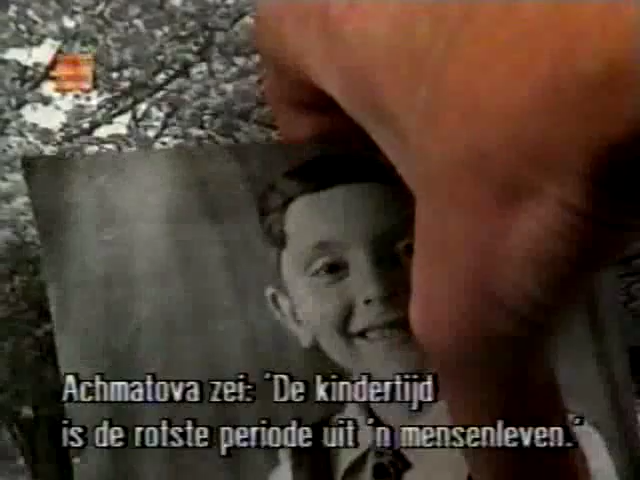 Achmatova zei: 'De kindertijd
is de rotste periode uit 'n mensenleven.'